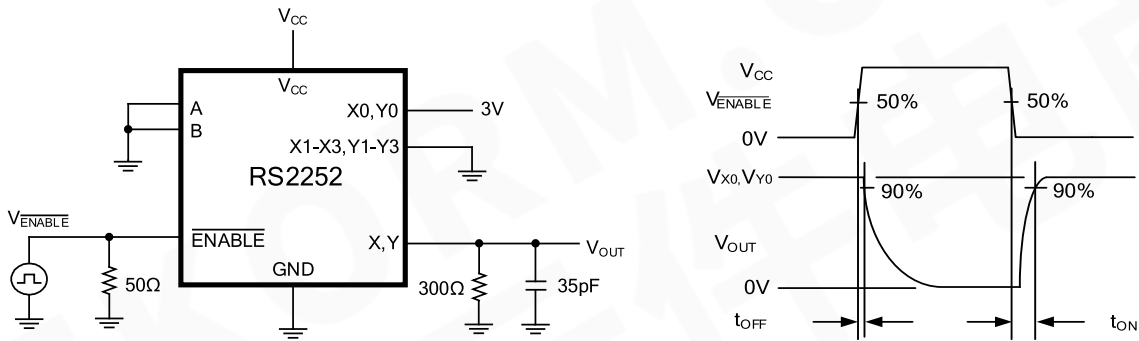 VCC
VCC
A
B
X0,Y0
3V
X1-X3,Y1-Y3
RS2252
VENABLE
ENABLE
X,Y
VOUT
GND
50Ω
300Ω
35pF
VCC
VENABLE
50%
50%
0V
VX0,VY0
90%
90%
VOUT
0V
tOFF
tON